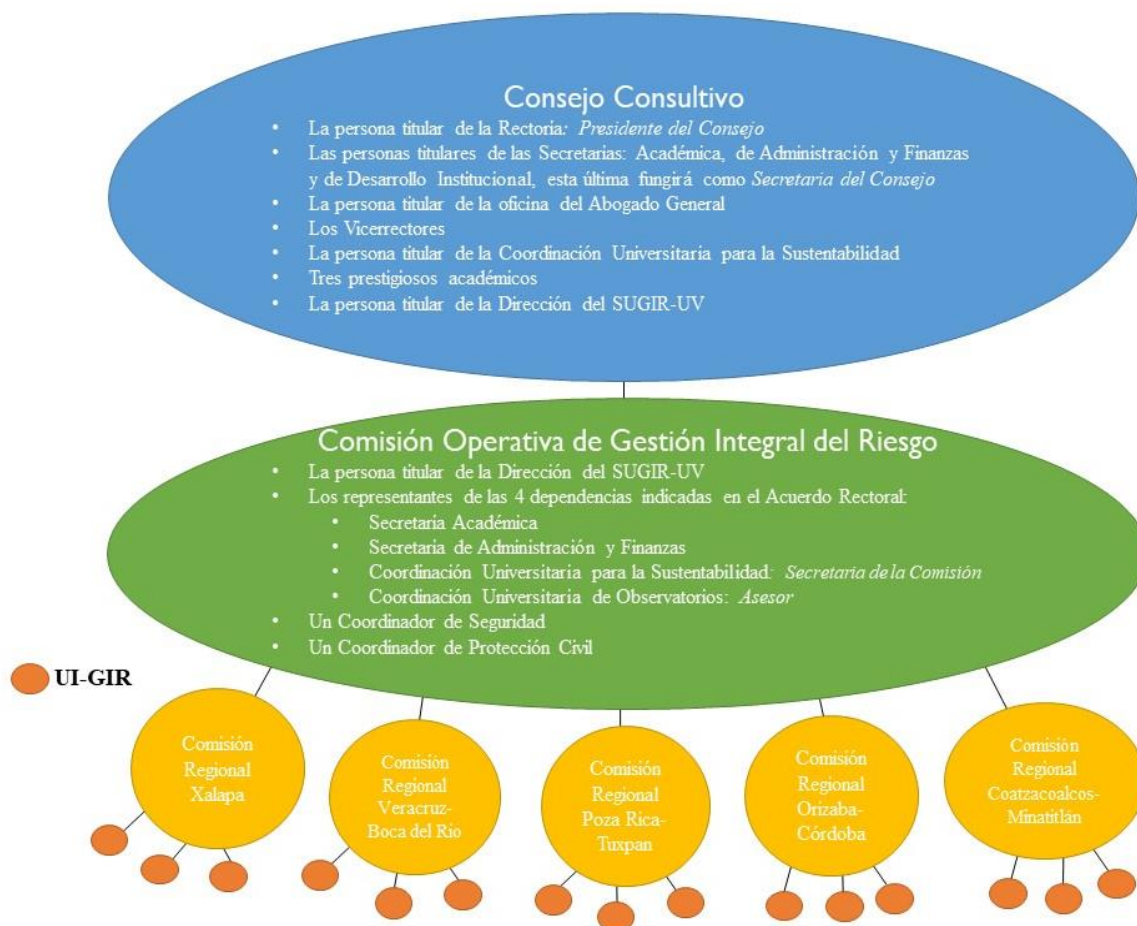 Consejo Consultivo
• La persona titular de la Rectoria: Presidente del Consejo
• Las personas titulares de las Secretarias: Académica, de Administración y Finanzas
y de Desarrollo Institucional, esta última fungirá como Secretaria del Consejo
• La persona titular de la oficina del Abogado General
• Los Vicerrectores
• La persona titular de la Coordinación Universitaria para la Sustentabilidad
• Tres prestigiosos académicos
• La persona titular de la Dirección del SUGIR-UV
Comisión Operativa de Gestión Integral del Riesgo
• La persona titular de la Dirección del SUGIR-UV
• Los representantes de las 4 dependencias indicadas en el Acuerdo Rectoral:
• Secretaria Académica
• Secretaria de Administración y Finanzas
• Coordinación Universitaria para la Sustentabilidad: Secretaria de la Comisión
• Coordinación Universitaria de Observatorios: Asesor
• Un Coordinador de Seguridad
• Un Coordinador de Protección Civil
UI-GIR
Comisión
Regional
Xalapa
Comisión
Regional
Veracruz-
Boca del Rio
Comisión
Regional
Poza Rica-
Tuxpan
Comisión
Regional
Orizaba-
Córdoba
Comisión
Regional
Coatzacoalcos-
Minatitlán